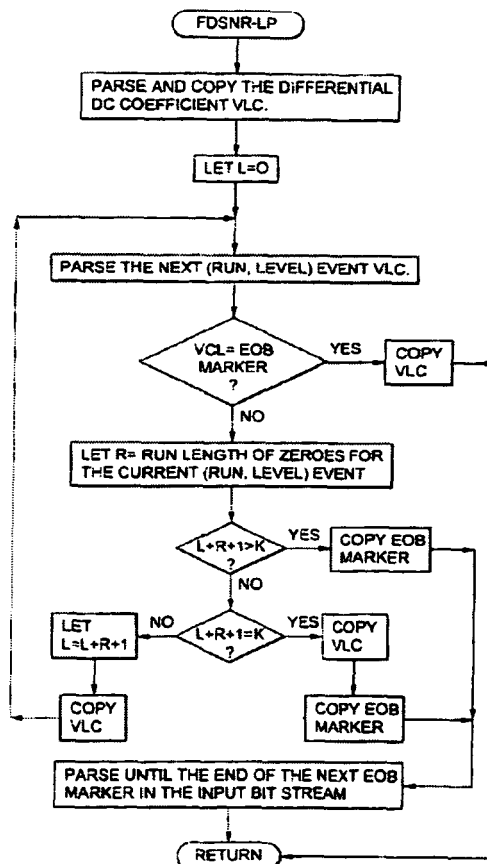 FDSNR-LP
PARSE AND COPY THE DIFFERENTIAL
DC COEFFICIENT VLC.
LET L=O
PARSE THE NEXT (RUN, LEVEL) EVENT VLC.
VCL= EOB
MARKER
?
YES
COPY
VLC
NO
LET R= RUN LENGTH OF ZEROES FOR
THE CURRENT (RUN, LEVEL) EVENT
L+R+1>K
?
YES
COPY EOB
MARKER
NO
LET
L=L+R+1
NO
L+R+1=K
?
YES
COPY
VLC
COPY
VLC
COPY EOB
MARKER
PARSE UNTIL THE END OF THE NEXT EOB
MARKER IN THE INPUT BIT STREAM
RETURN